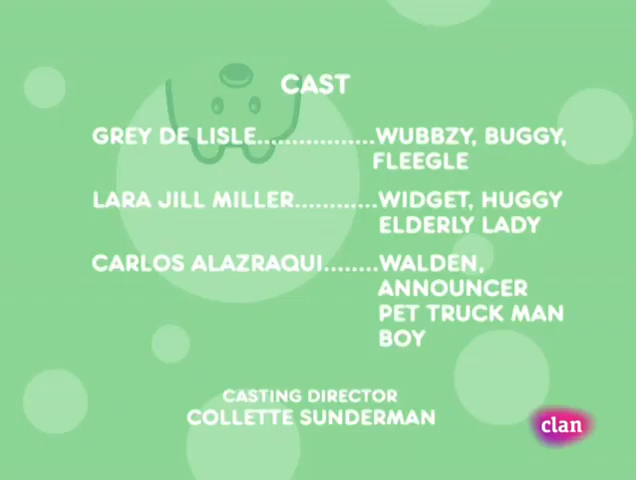 CAST
GREY DE LISLE.................WUBBZY, BUGGY,
FLEEGLE
LARA JILL MILLER............WIDGET, HUGGY
ELDERLY LADY
CARLOS ALAZRAQUI........WALDEN,
ANNOUNCER
PET TRUCK MAN
BOY
CASTING DIRECTOR
COLLETTE SUNDERMAN
clan